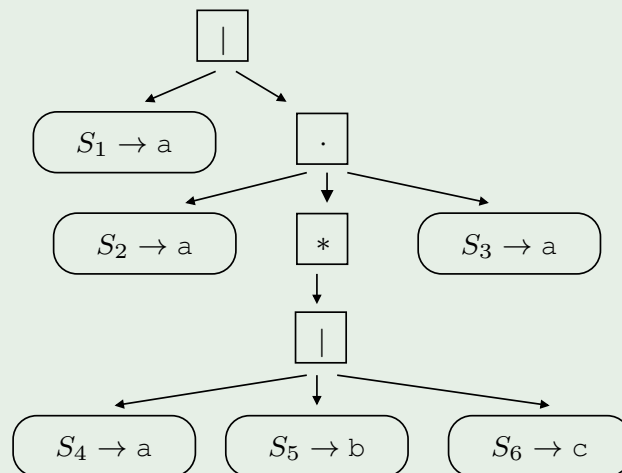 |
S₁ → a
·
S₂ → a
*
S₃ → a
|
S₄ → a
S₅ → b
S₆ → c